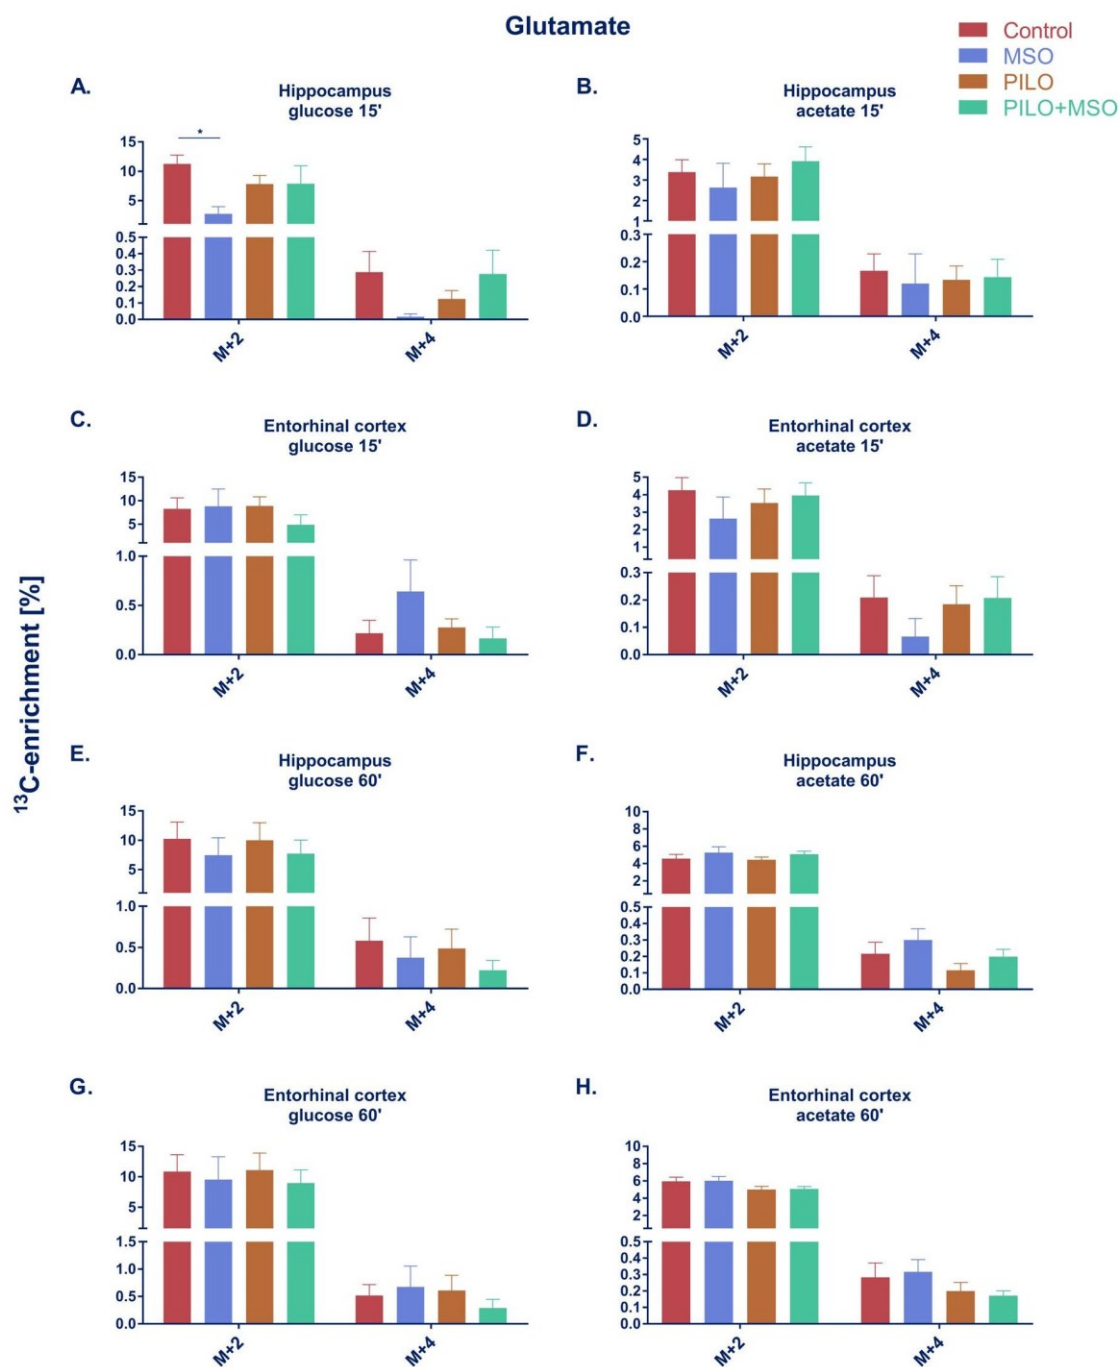 Glutamate
Control
MSO
PILO
PILO+MSO
¹³C-enrichment [%]
A.
Hippocampus
glucose 15'
*
15
10
5
0.5
0.4
0.3
0.2
0.1
0.0
M+2
M+4
B.
Hippocampus
acetate 15'
5
4
3
2
1
0.3
0.2
0.1
0.0
M+2
M+4
C.
Entorhinal cortex
glucose 15'
15
10
5
1.0
0.5
0.0
M+2
M+4
D.
Entorhinal cortex
acetate 15'
5
4
3
2
1
0.3
0.2
0.1
0.0
M+2
M+4
E.
Hippocampus
glucose 60'
15
10
5
1.0
0.5
0.0
M+2
M+4
F.
Hippocampus
acetate 60'
10
8
6
4
2
0.5
0.4
0.3
0.2
0.1
0.0
M+2
M+4
G.
Entorhinal cortex
glucose 60'
15
10
5
1.5
1.0
0.5
0.0
M+2
M+4
H.
Entorhinal cortex
acetate 60'
10
8
6
4
2
0.5
0.4
0.3
0.2
0.1
0.0
M+2
M+4